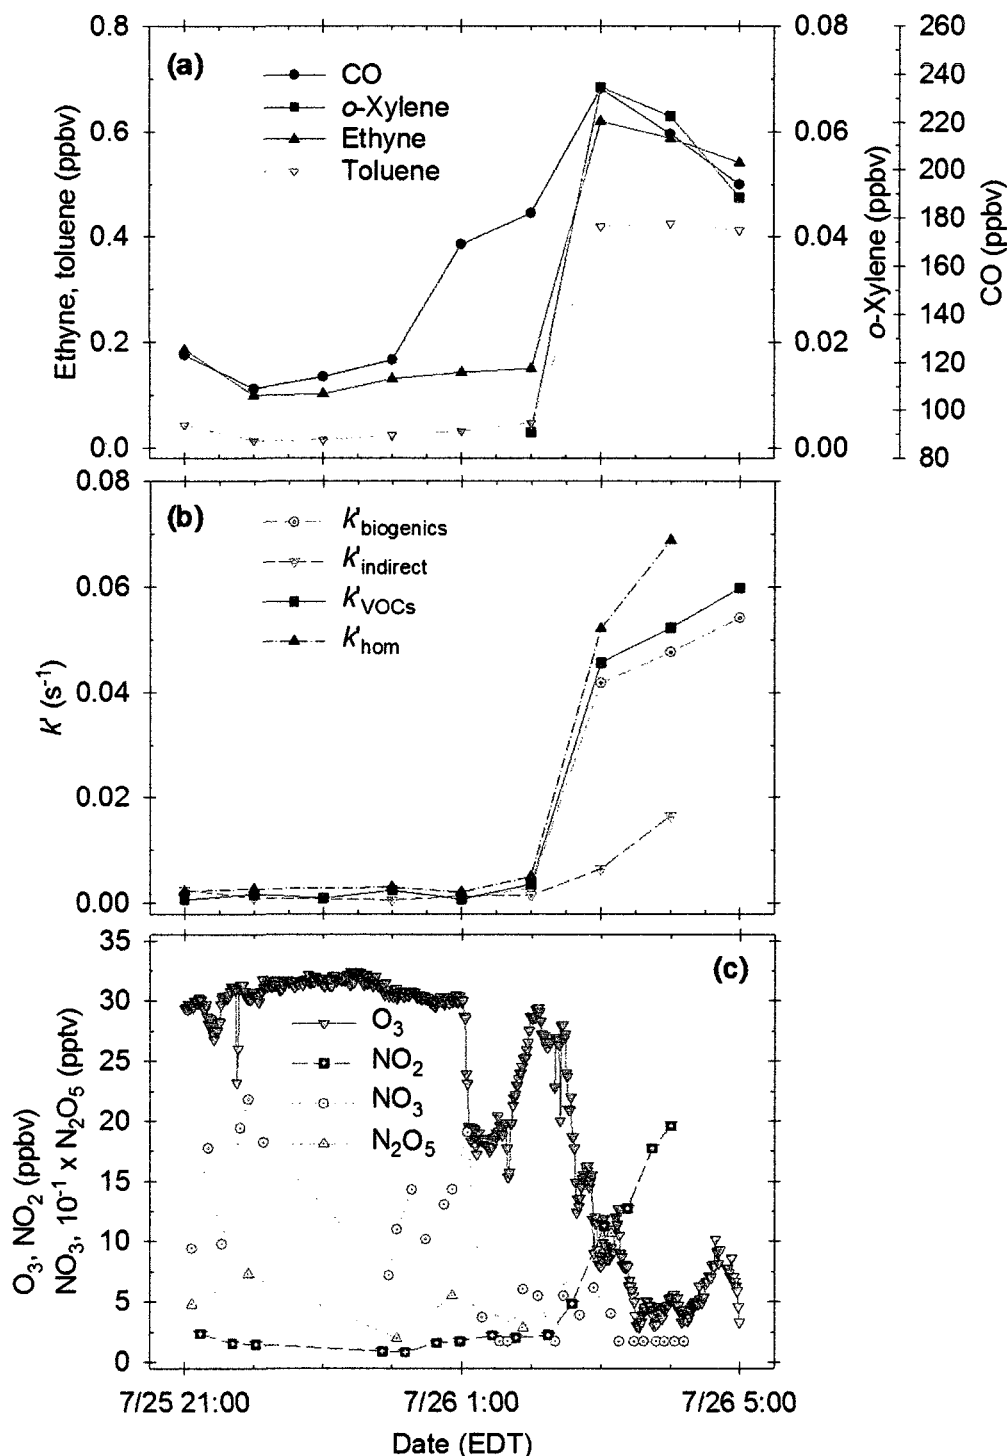 (a)
CO
o-Xylene
Ethyne
Toluene
Ethyne, toluene (ppbv)
0.8
0.6
0.4
0.2
0.0
o-Xylene (ppbv)
0.08
0.06
0.04
0.02
0.00
CO (ppbv)
260
240
220
200
180
160
140
120
100
80
(b)
k'biogenics
k'indirect
k'VOCs
k'hom
k' (s⁻¹)
0.08
0.06
0.04
0.02
0.00
(c)
O₃
NO₂
NO₃
N₂O₅
O₃, NO₂ (ppbv)
NO₃, 10⁻¹ x N₂O₅ (pptv)
35
30
25
20
15
10
5
0
7/25 21:00 7/26 1:00 7/26 5:00
Date (EDT)